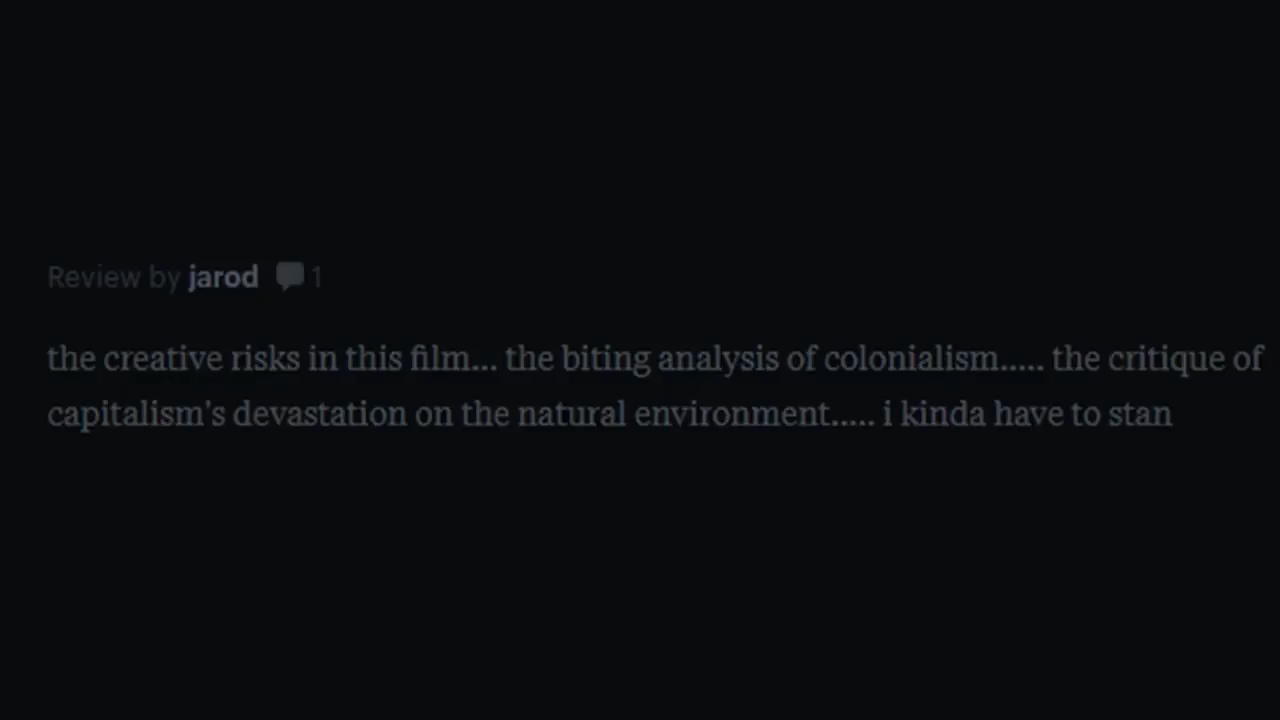 Review by jarod 1
the creative risks in this film... the biting analysis of colonialism..... the critique of
capitalism's devastation on the natural environment..... i kinda have to stan